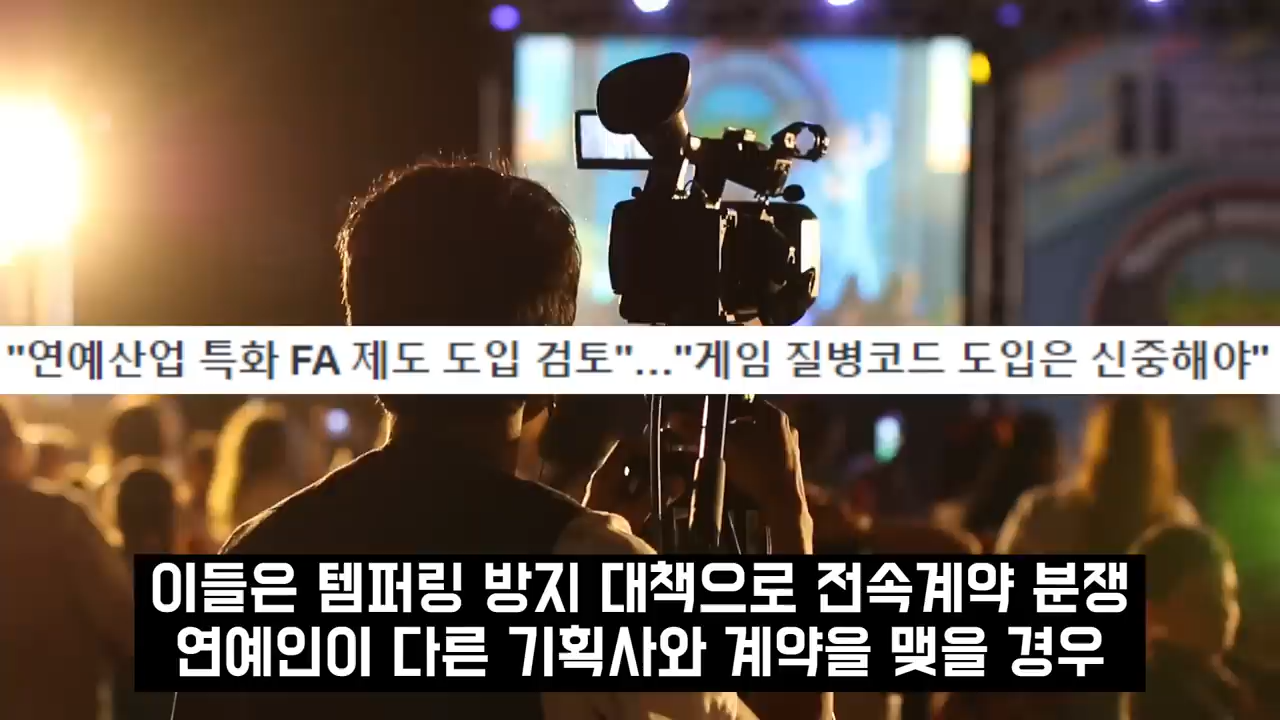 "연예산업 특화 FA 제도 도입 검토"..."게임 질병코드 도입은 신중해야"
이들은 템퍼링 방지 대책으로 전속계약 분쟁
연예인이 다른 기획사와 계약을 맺을 경우